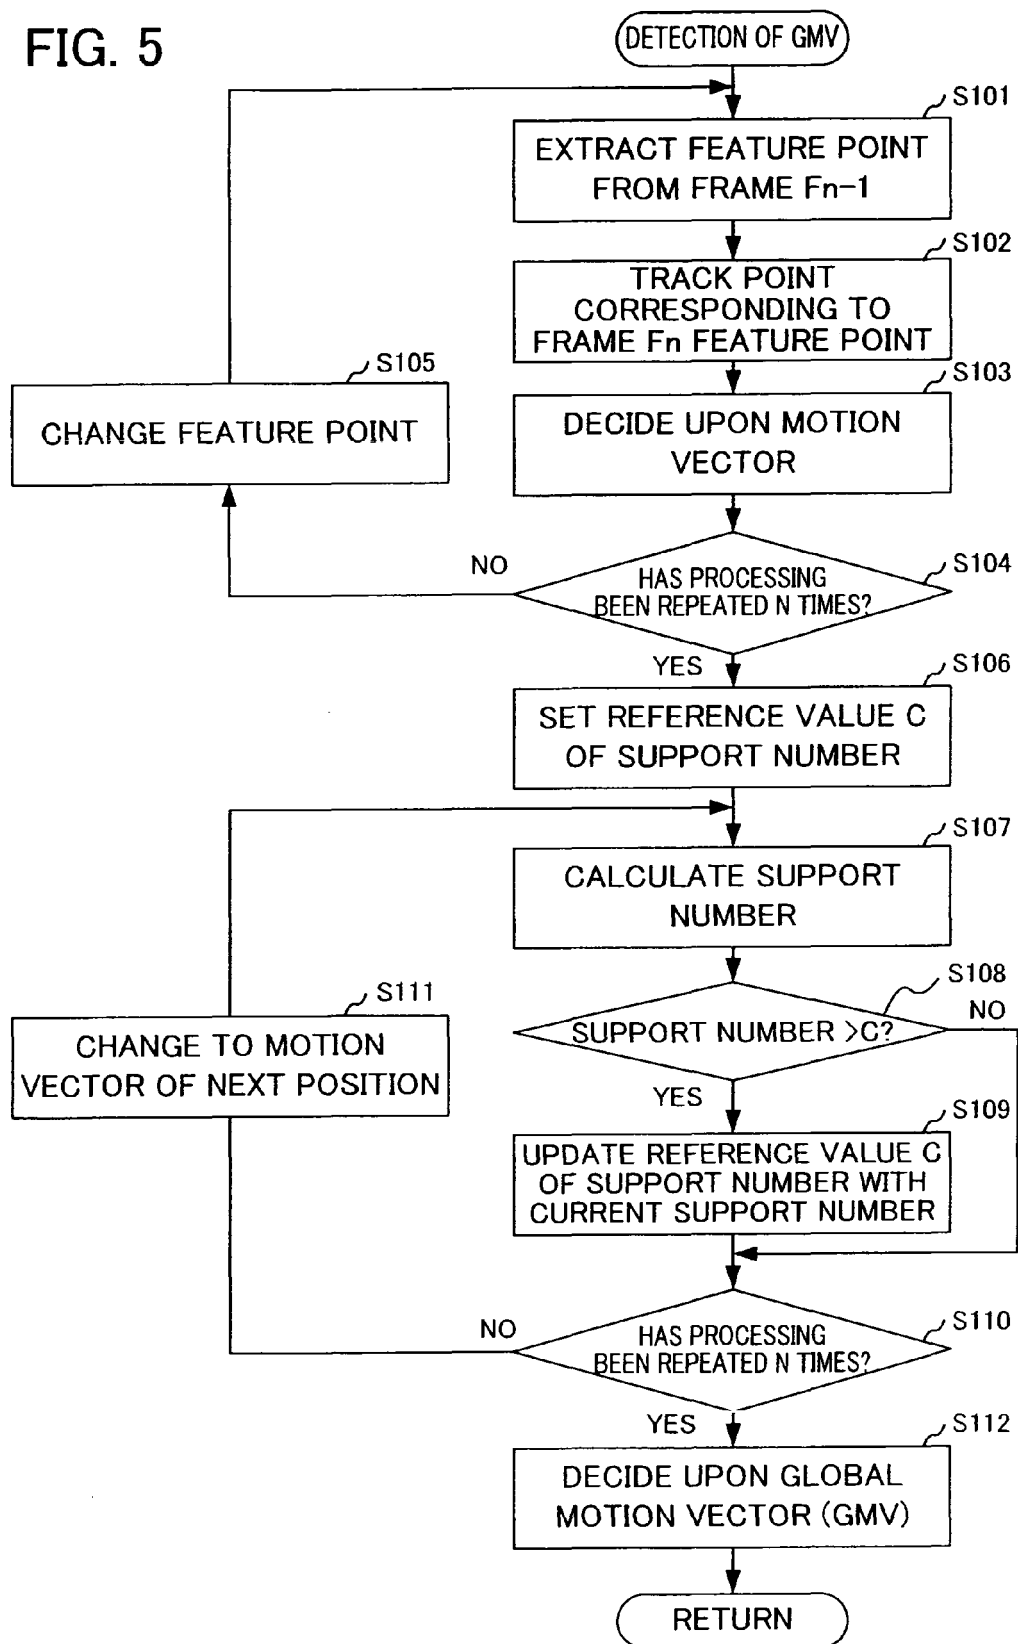 FIG. 5
DETECTION OF GMV
S101
EXTRACT FEATURE POINT
FROM FRAME Fn-1
S102
TRACK POINT
CORRESPONDING TO
FRAME Fn FEATURE POINT
S105
CHANGE FEATURE POINT
S103
DECIDE UPON MOTION
VECTOR
NO
S104
HAS PROCESSING
BEEN REPEATED N TIMES?
YES
S106
SET REFERENCE VALUE C
OF SUPPORT NUMBER
S107
CALCULATE SUPPORT
NUMBER
S108
SUPPORT NUMBER >C?
NO
S111
CHANGE TO MOTION
VECTOR OF NEXT POSITION
YES
S109
UPDATE REFERENCE VALUE C
OF SUPPORT NUMBER WITH
CURRENT SUPPORT NUMBER
NO
S110
HAS PROCESSING
BEEN REPEATED N TIMES?
YES
S112
DECIDE UPON GLOBAL
MOTION VECTOR (GMV)
RETURN